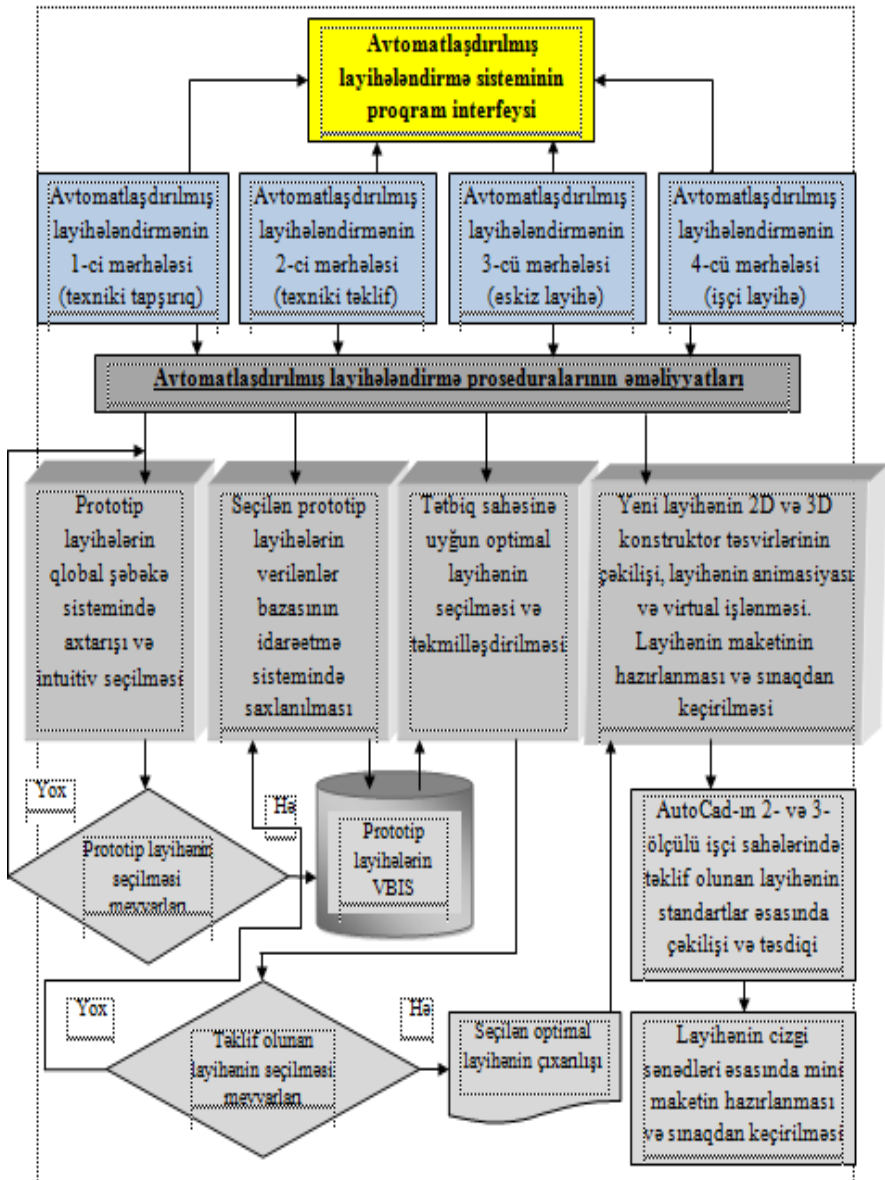 Avtomatlaşdırılmış
layihələndirmə sisteminin
proqram interfeysi
Avtomatlaşdırılmış
layihələndirmənin
1-ci mərhələsi
(texniki tapşırıq)
Avtomatlaşdırılmış
layihələndirmənin
2-ci mərhələsi
(texniki təklif)
Avtomatlaşdırılmış
layihələndirmənin
3-cü mərhələsi
(eskiz layihə)
Avtomatlaşdırılmış
layihələndirmənin
4-cü mərhələsi
(işçi layihə)
Avtomatlaşdırılmış layihələndirmə proseduralarının əməliyyatları
Prototip
layihələrin
qlobal şəbəkə
sistemində
axtarışı və
intuitiv seçilməsi
Seçilən prototip
layihələrin
verilənlər
bazasının
idarəetmə
sistemində
saxlanılması
Tətbiq sahəsinə
uyğun optimal
layihənin
seçilməsi və
təkmilləşdirilməsi
Yeni layihənin 2D və 3D
konstruktor təsvirlərinin
çəkilişi, layihənin animasiyası
və virtual işlənməsi.
Layihənin maketinin
hazırlanması və sınaqdan
keçirilməsi
Yox
Hə
Prototip layihənin
seçilməsi
meyvarları
Prototip
layihələrin
VBIS
AutoCad-ın 2- və 3-
ölçülü işçi sahələrində
təklif olunan layihənin
standartlar əsasında
çəkilişi və təsdiqi
Yox
Hə
Təklif olunan
layihənin seçilməsi
meyvarları
Seçilən optimal
layihənin çıxarılışı
Layihənin cizgi
sənədləri əsasında mini
maketin hazırlanması
və sınaqdan keçirilməsi